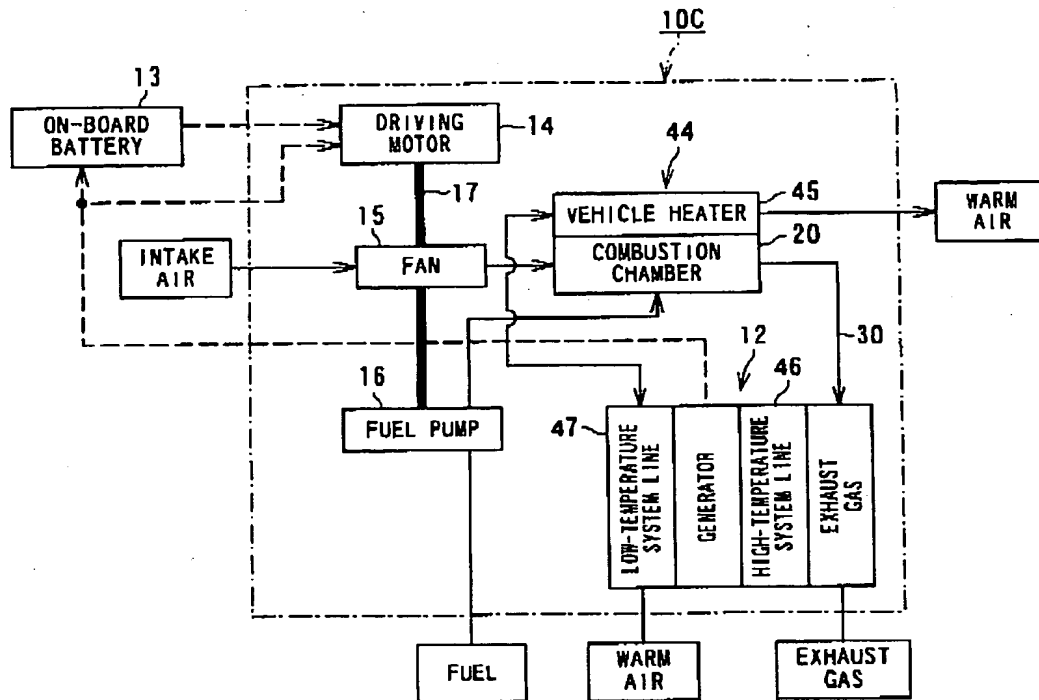 10C
13
ON-BOARD
BATTERY
DRIVING
MOTOR
14
44
17
VEHICLE HEATER
45
WARM
AIR
15
INTAKE
AIR
FAN
COMBUSTION
CHAMBER
20
30
12
46
16
FUEL PUMP
47
LOW-TEMPERATURE
SYSTEM LINE
GENERATOR
HIGH-TEMPERATURE
SYSTEM LINE
EXHAUST
GAS
FUEL
WARM
AIR
EXHAUST
GAS